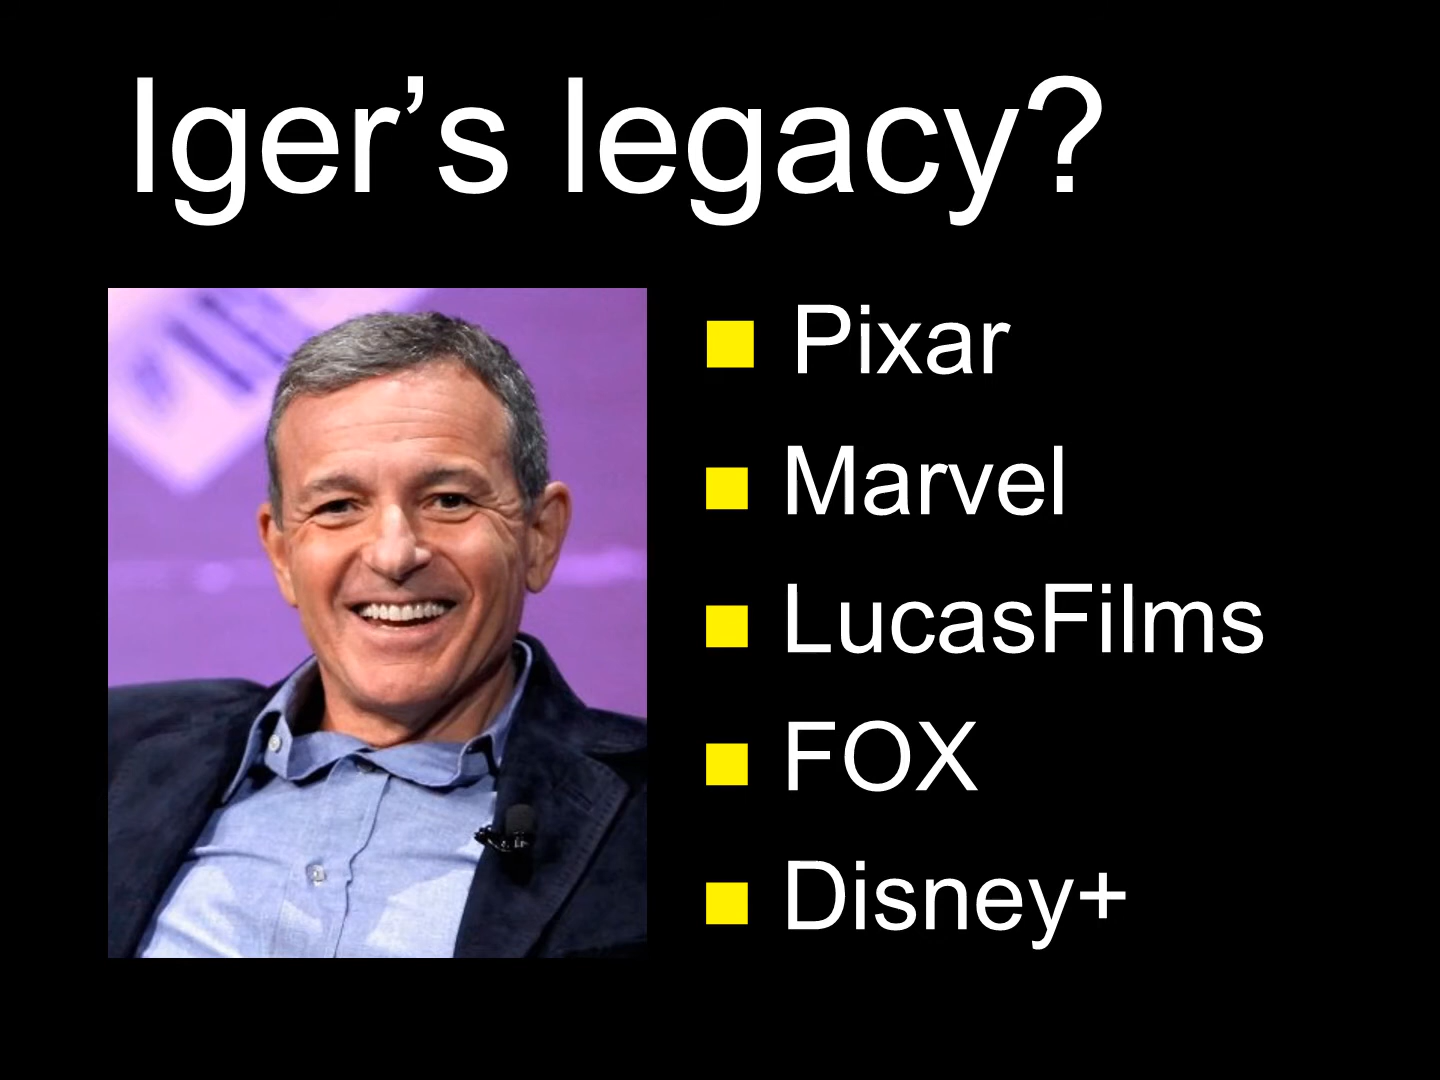 Iger’s legacy?
Pixar
Marvel
LucasFilms
FOX
Disney+